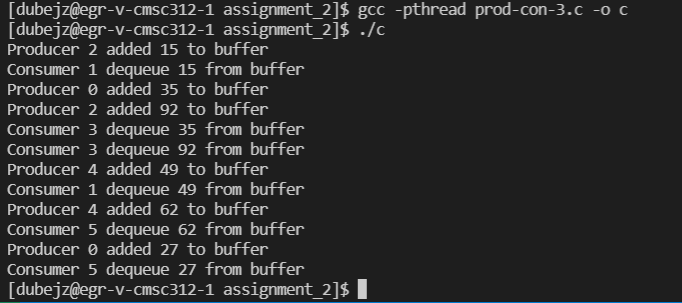 [dubejz@egr-v-cmsc312-1 assignment_2]$ gcc -pthread prod-con-3.c -o c
[dubejz@egr-v-cmsc312-1 assignment_2]$ ./c
Producer 2 added 15 to buffer
Consumer 1 dequeue 15 from buffer
Producer 0 added 35 to buffer
Producer 2 added 92 to buffer
Consumer 3 dequeue 35 from buffer
Consumer 3 dequeue 92 from buffer
Producer 4 added 49 to buffer
Consumer 1 dequeue 49 from buffer
Producer 4 added 62 to buffer
Consumer 5 dequeue 62 from buffer
Producer 0 added 27 to buffer
Consumer 5 dequeue 27 from buffer
[dubejz@egr-v-cmsc312-1 assignment_2]$